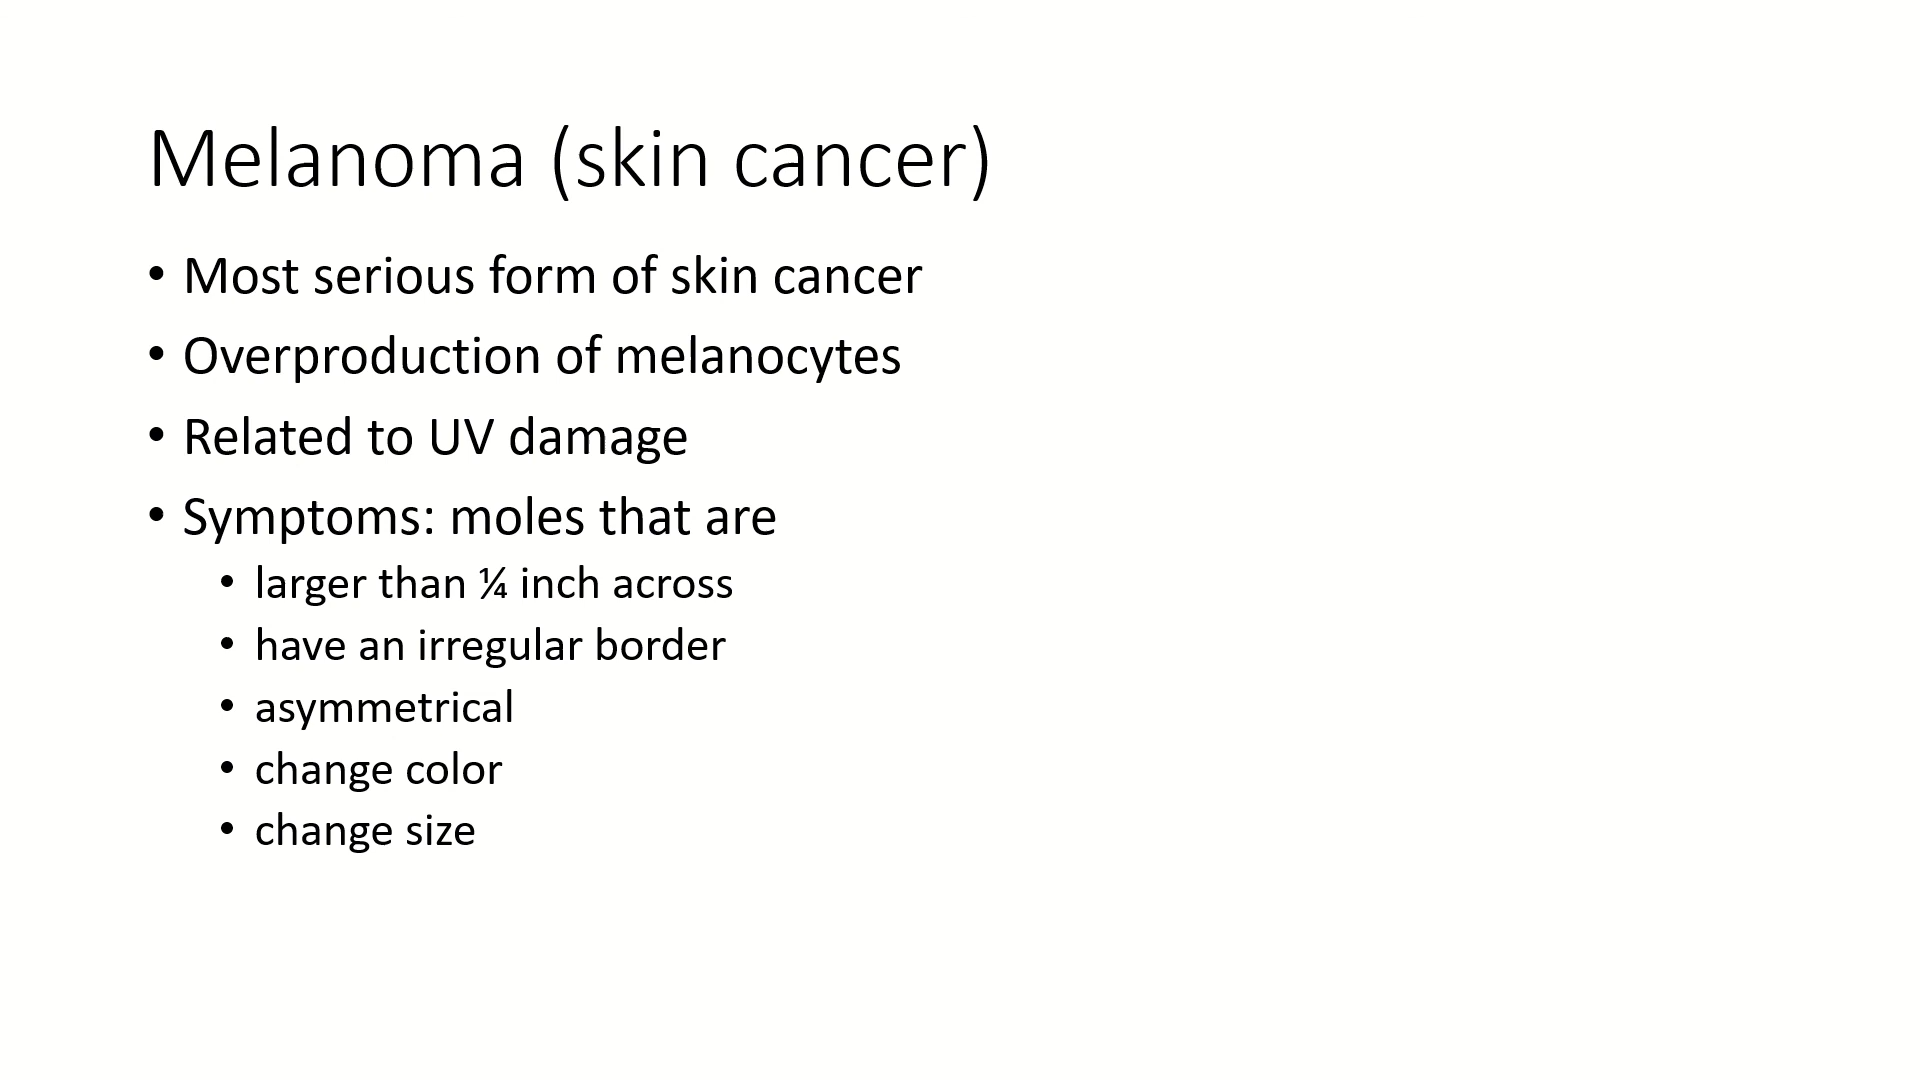 Melanoma (skin cancer)
• Most serious form of skin cancer
• Overproduction of melanocytes
• Related to UV damage
• Symptoms: moles that are
• larger than ¼ inch across
• have an irregular border
• asymmetrical
• change color
• change size